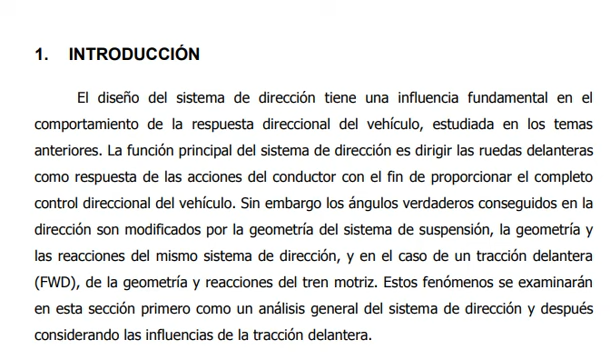 1. INTRODUCCIÓN
El diseño del sistema de dirección tiene una influencia fundamental en el
comportamiento de la respuesta direccional del vehículo, estudiada en los temas
anteriores. La función principal del sistema de dirección es dirigir las ruedas delanteras
como respuesta de las acciones del conductor con el fin de proporcionar el completo
control direccional del vehículo. Sin embargo los ángulos verdaderos conseguidos en la
dirección son modificados por la geometría del sistema de suspensión, la geometría y
las reacciones del mismo sistema de dirección, y en el caso de un tracción delantera
(FWD), de la geometría y reacciones del tren motriz. Estos fenómenos se examinarán
en esta sección primero como un análisis general del sistema de dirección y después
considerando las influencias de la tracción delantera.